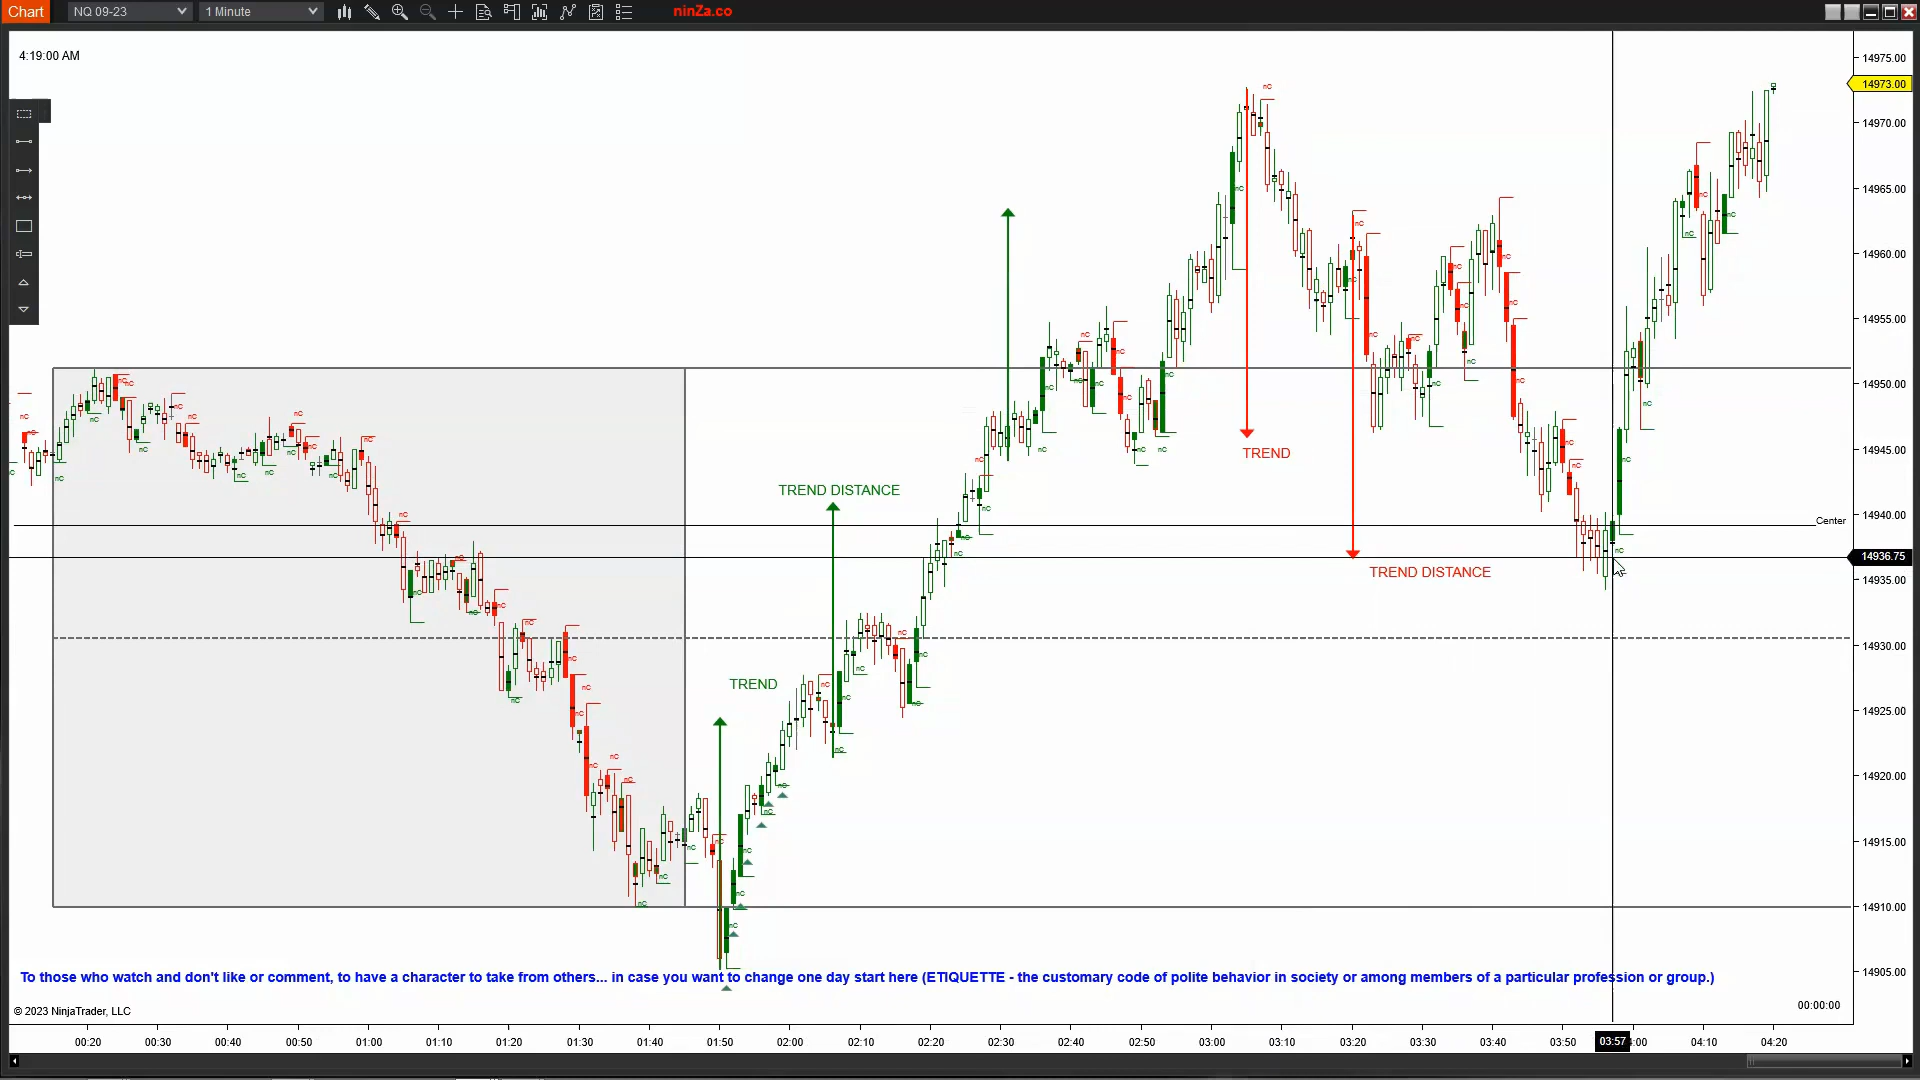 Chart NQ 09-23 1 Minute ninZa.co
4:19:00 AM
14975.00
14973.00
14970.00
14965.00
14960.00
14955.00
14950.00
14945.00
14940.00
14936.75
14935.00
14930.00
14925.00
14920.00
14915.00
14910.00
14905.00
TREND
TREND DISTANCE
TREND DISTANCE
TREND
Center
To those who watch and don't like or comment, to have a character to take from others... in case you want to change one day start here (ETIQUETTE - the customary code of polite behavior in society or among members of a particular profession or group.)
00:00:00
© 2023 NinjaTrader, LLC
00:20 00:30 00:40 00:50 01:00 01:10 01:20 01:30 01:40 01:50 02:00 02:10 02:20 02:30 02:40 02:50 03:00 03:10 03:20 03:30 03:40 03:50 03:57 04:10 04:20